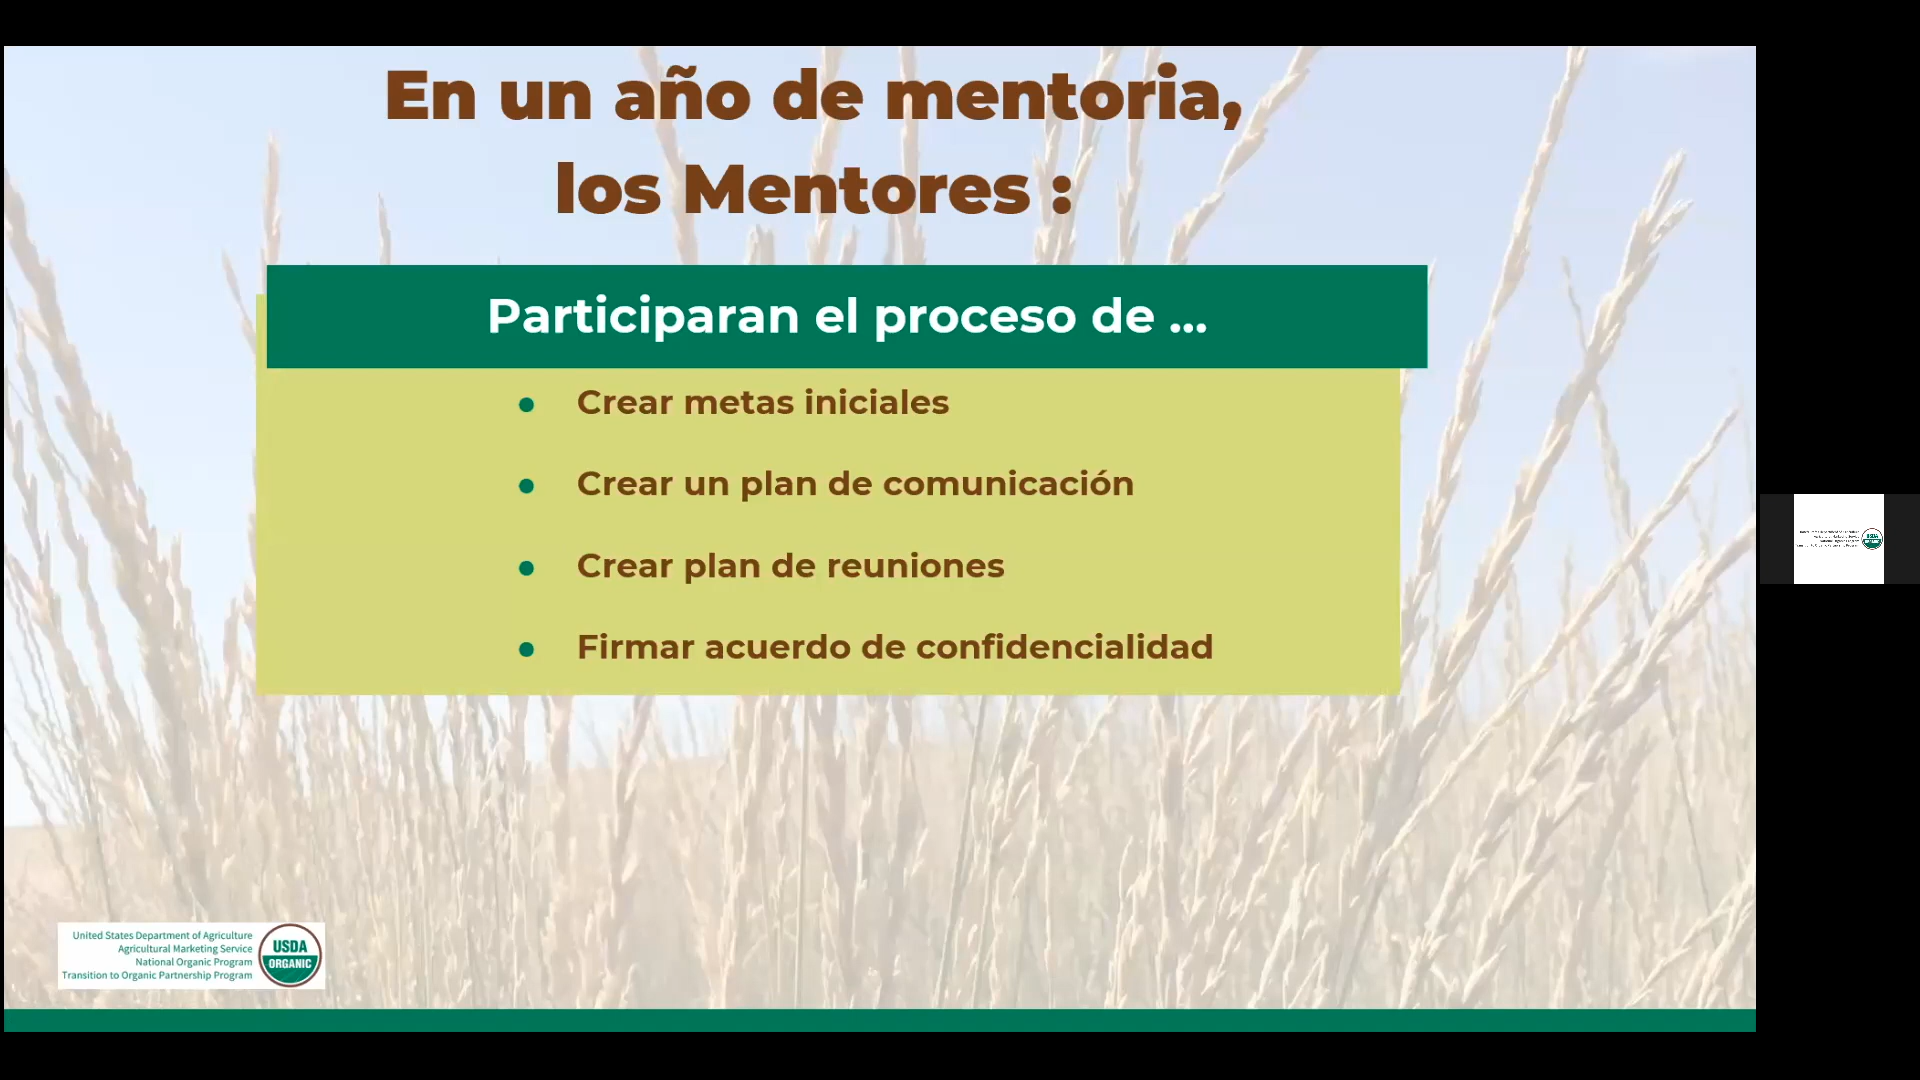 En un año de mentoria,
los Mentores :
Participaran el proceso de ...
● Crear metas iniciales
● Crear un plan de comunicación
● Crear plan de reuniones
● Firmar acuerdo de confidencialidad
United States Department of Agriculture
Agricultural Marketing Service
National Organic Program
Transition to Organic Partnership Program
USDA
ORGANIC